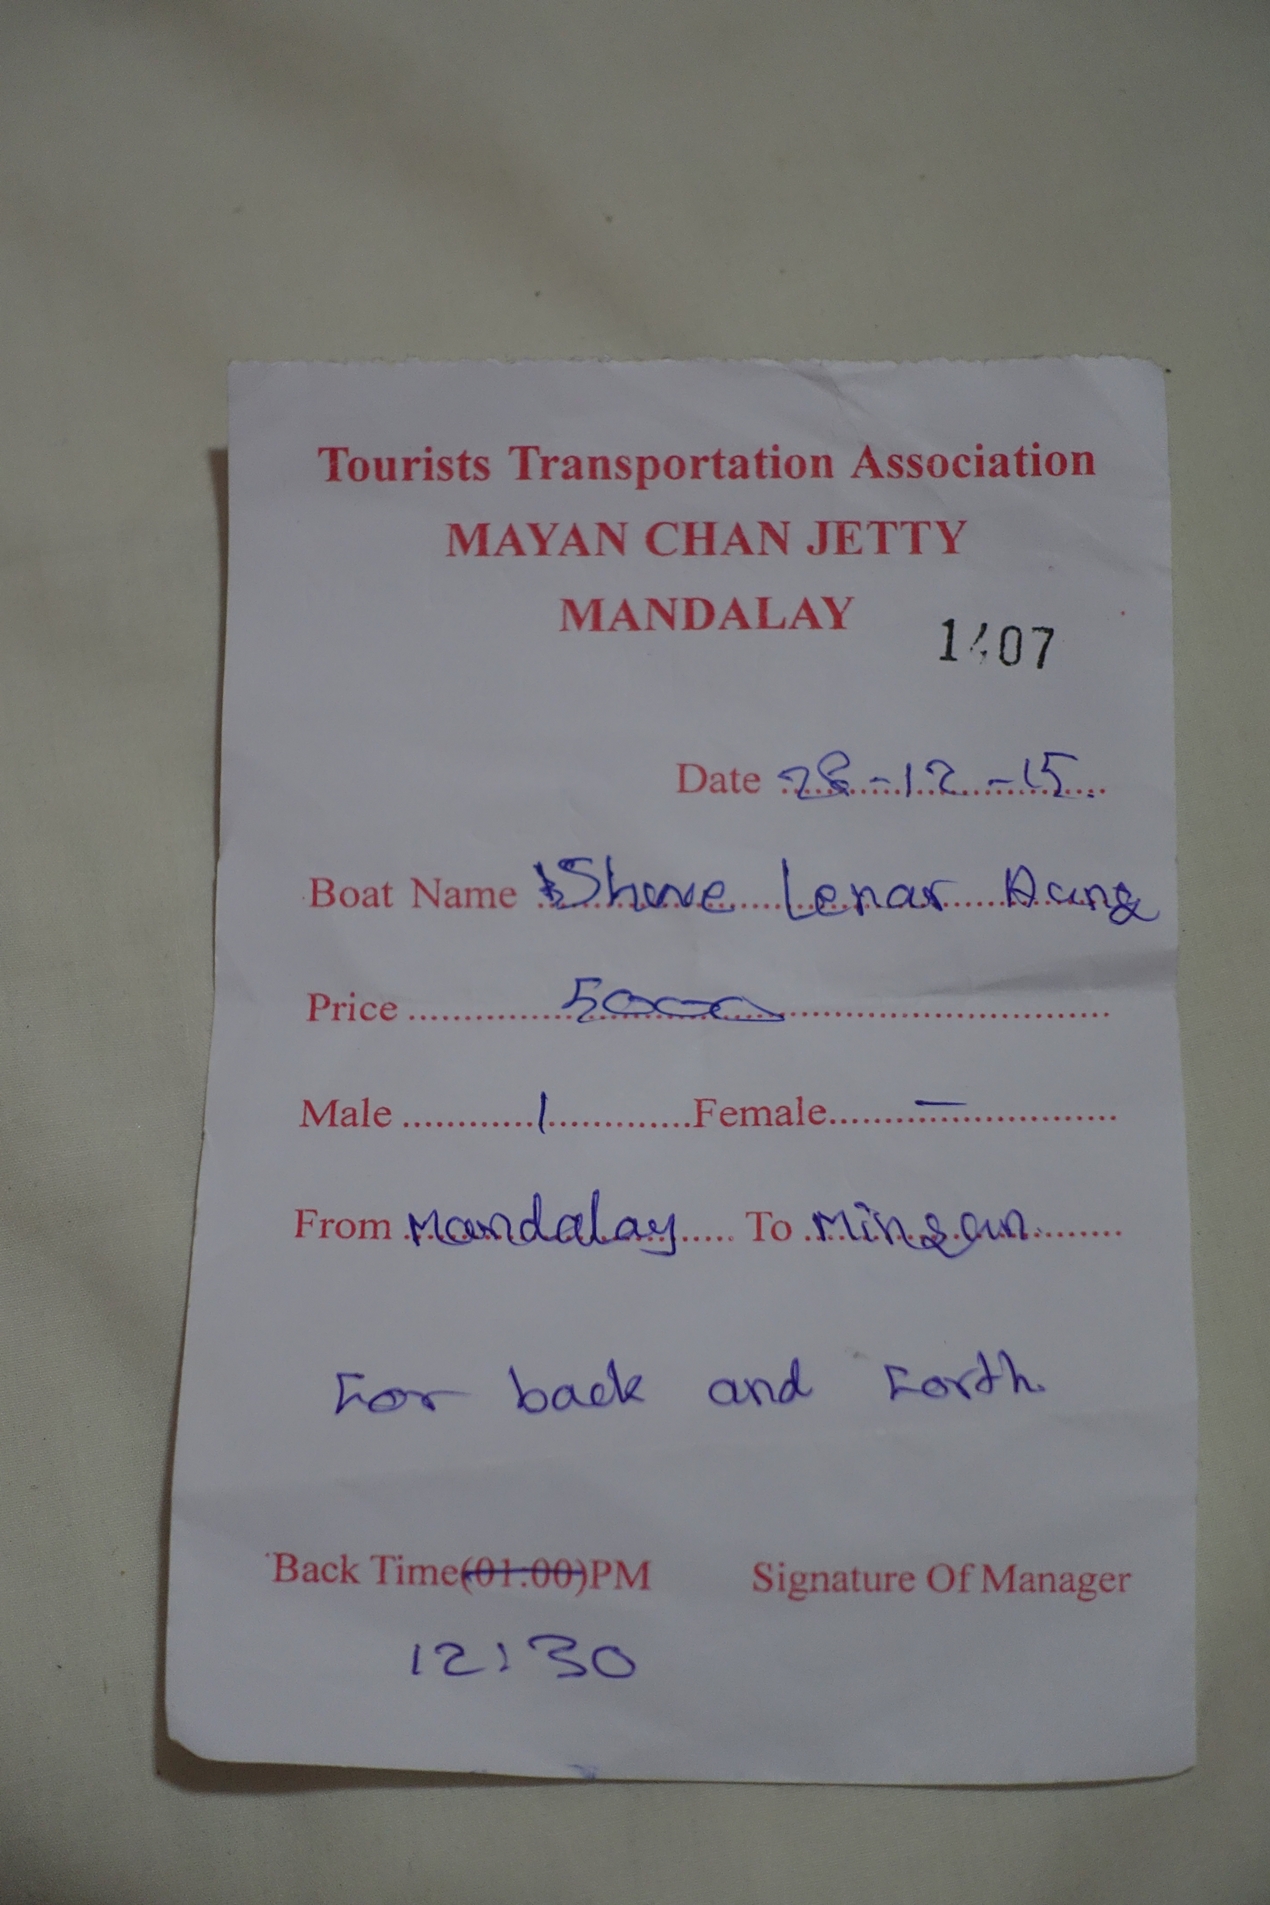 Tourists Transportation Association
MAYAN CHAN JETTY
MANDALAY
1407
Date 28-12-15.
Boat Name Shwe Lenar Aung
Price 5000
Male 1 Female —
From Mandalay To Mingun
For back and Forth
Back Time(01:00)PM Signature Of Manager
12:30